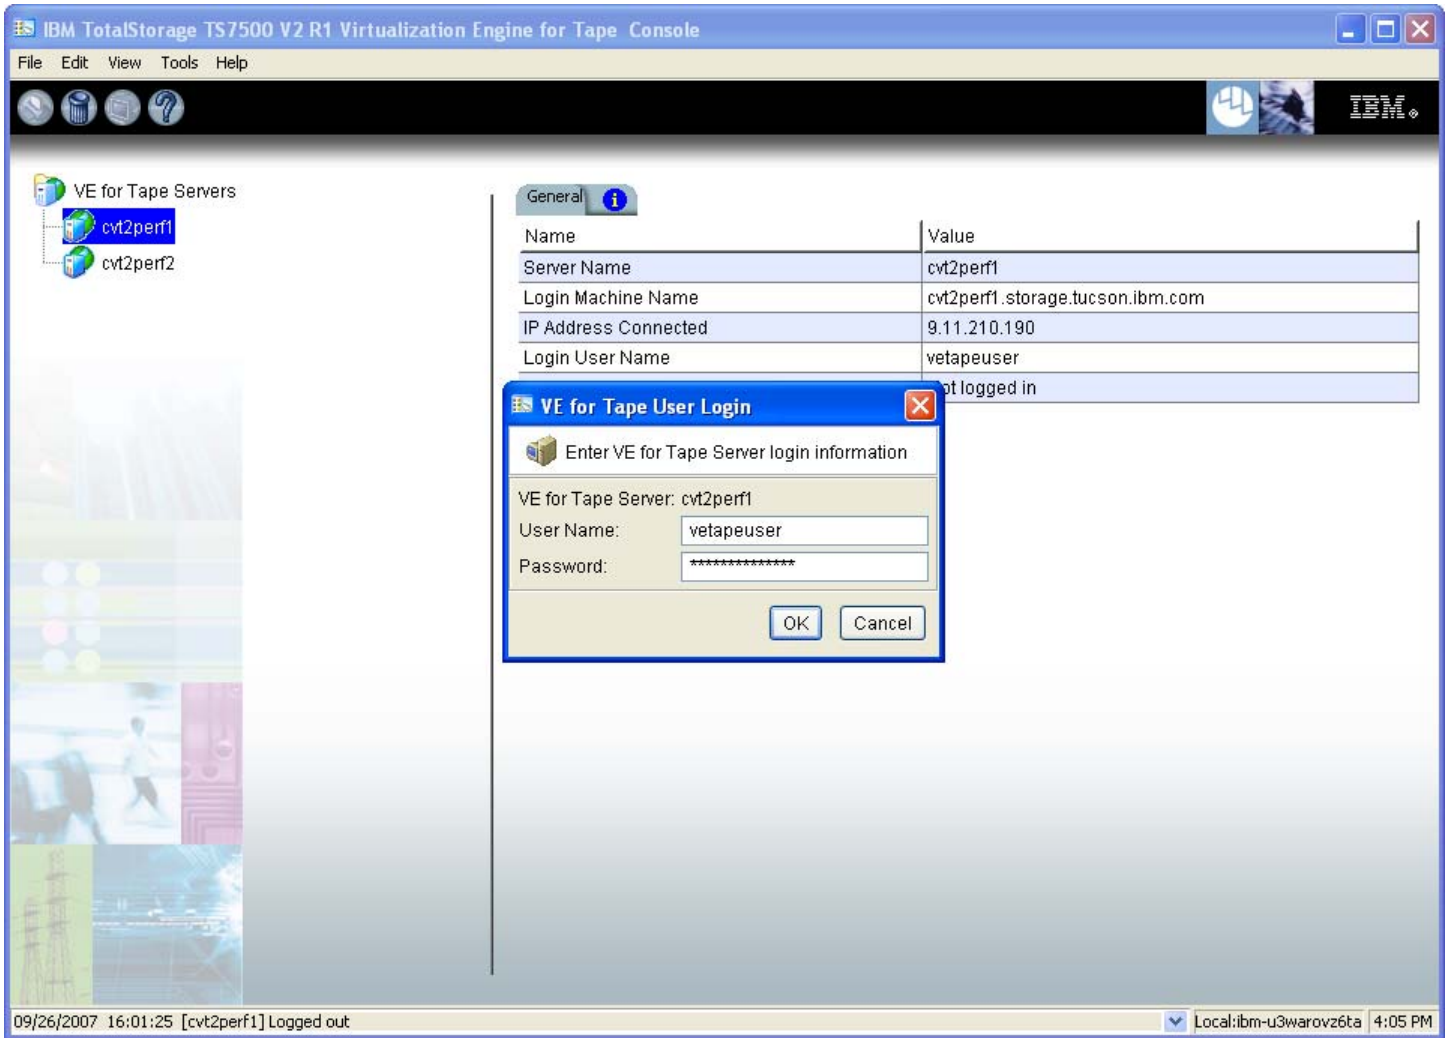 IBM TotalStorage TS7500 V2 R1 Virtualization Engine for Tape Console
File Edit View Tools Help
IBM
VE for Tape Servers
cvt2perf1
cvt2perf2
General
Name Value
Server Name cvt2perf1
Login Machine Name cvt2perf1.storage.tucson.ibm.com
IP Address Connected 9.11.210.190
Login User Name vetapeuser
ot logged in
VE for Tape User Login
Enter VE for Tape Server login information
VE for Tape Server: cvt2perf1
User Name: vetapeuser
Password: **************
OK Cancel
09/26/2007 16:01:25 [cvt2perf1] Logged out
Local:ibm-u3warovz6ta 4:05 PM